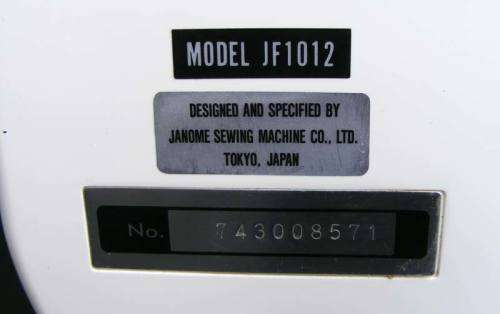 MODEL JF1012
DESIGNED AND SPECIFIED BY
JANOME SEWING MACHINE CO., LTD.
TOKYO, JAPAN
No. 743008571